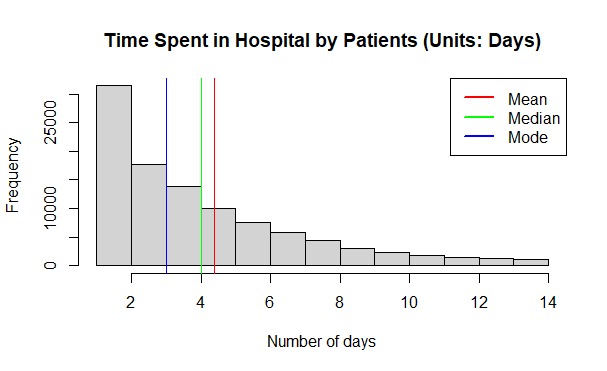 Time Spent in Hospital by Patients (Units: Days)
Mean
Median
Mode
Frequency
25000
10000
0
2 4 6 8 10 12 14
Number of days